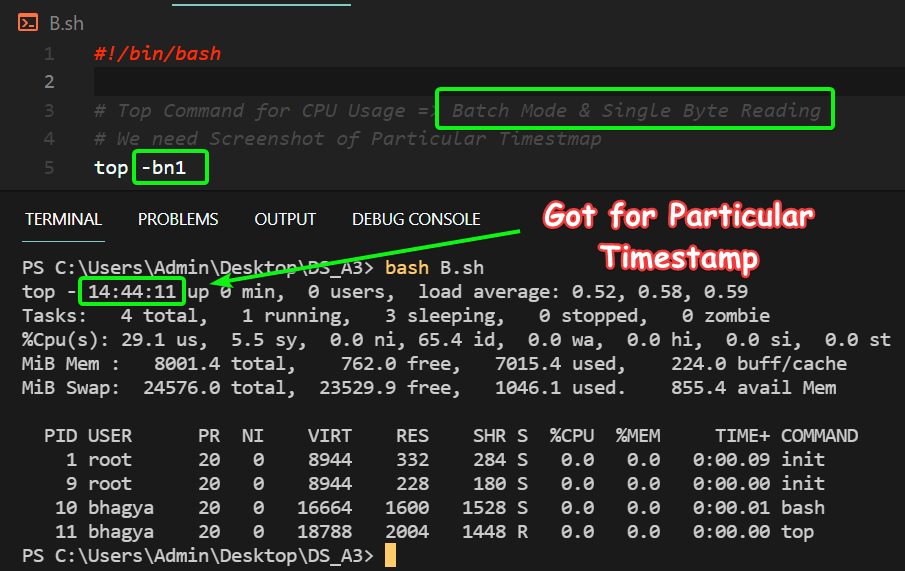 B.sh
1 #!/bin/bash
2
3 # Top Command for CPU Usage => Batch Mode & Single Byte Reading
4 # We need Screenshot of Particular Timestmap
5 top -bn1
TERMINAL PROBLEMS OUTPUT DEBUG CONSOLE
Got for Particular
Timestamp
PS C:\Users\Admin\Desktop\DS_A3> bash B.sh
top - 14:44:11 up 0 min,  0 users,  load average: 0.52, 0.58, 0.59
Tasks:   4 total,   1 running,   3 sleeping,   0 stopped,   0 zombie
%Cpu(s): 29.1 us,  5.5 sy,  0.0 ni, 65.4 id,  0.0 wa,  0.0 hi,  0.0 si,  0.0 st
MiB Mem :   8001.4 total,    762.0 free,   7015.4 used,    224.0 buff/cache
MiB Swap:  24576.0 total,  23529.9 free,   1046.1 used.    855.4 avail Mem
PID USER      PR  NI    VIRT    RES    SHR S  %CPU  %MEM     TIME+ COMMAND
1 root      20   0    8944    332    284 S   0.0   0.0   0:00.09 init
9 root      20   0    8944    228    180 S   0.0   0.0   0:00.00 init
10 bhagya    20   0   16664   1600   1528 S   0.0   0.0   0:00.01 bash
11 bhagya    20   0   18788   2004   1448 R   0.0   0.0   0:00.00 top
PS C:\Users\Admin\Desktop\DS_A3>